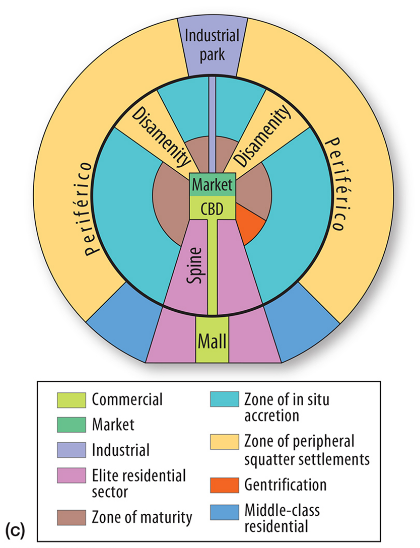 Industrial
park
Disamenity
Disamenity
Periférico
Periférico
Market
CBD
Spine
Mall
Commercial
Market
Industrial
Elite residential
sector
Zone of maturity
Zone of in situ
accretion
Zone of peripheral
squatter settlements
Gentrification
Middle-class
residential
(c)